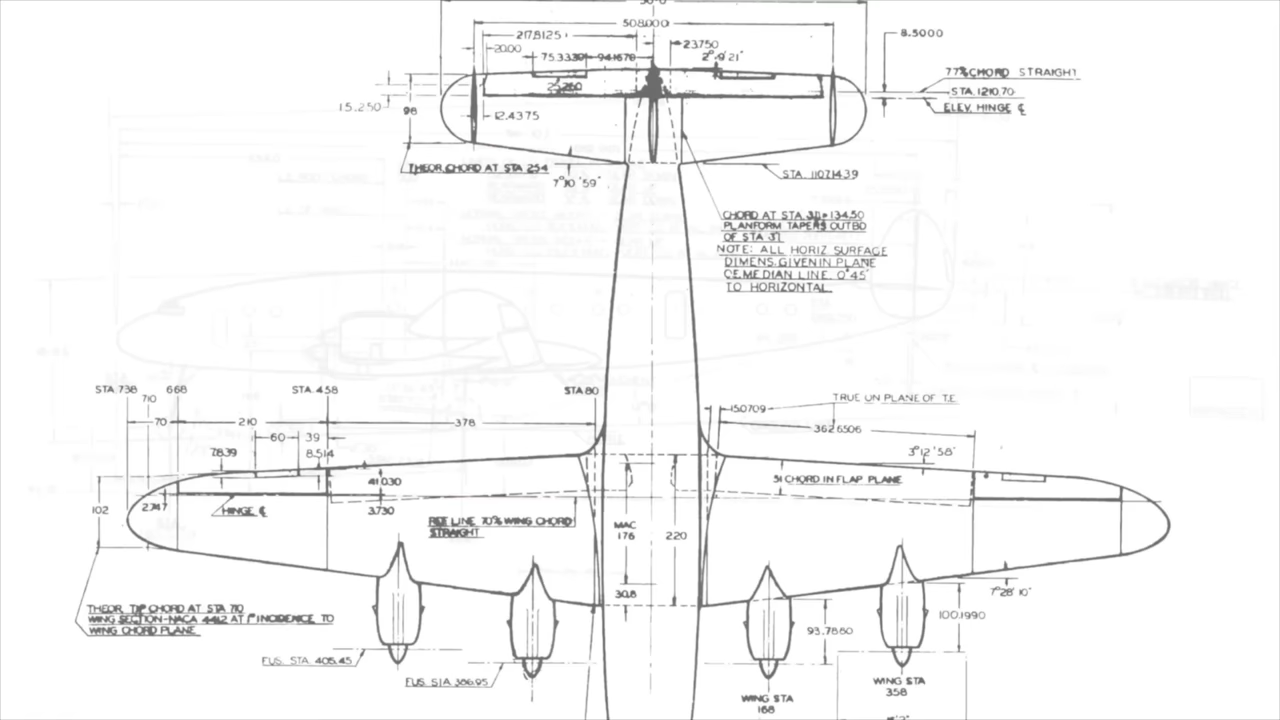 50'0"
508.000
217.8125
23.750
8.5000
20.00
75.3330
94.1670
2° 9' 21"
77% CHORD STRAIGHT
STA. 1210.70
ELEV. HINGE ℄
25.260
15.250
98
12.4375
THEOR. CHORD AT STA 254
7° 10' 59"
STA. 1107.1439
CHORD AT STA. 31 = 134.50
PLANFORM TAPERS OUTBD
OF STA 31
NOTE: ALL HORIZ SURFACE
DIMENS. GIVEN IN PLANE
OF MEDIAN LINE. 0° 45'
TO HORIZONTAL.
STA. 738
668
STA. 458
STA 80
710
70
210
378
60
39
7.839
8.514
150709
TRUE ON PLANE OF T.E.
362.6506
3° 12' 58"
41.030
51 CHORD IN FLAP PLANE
102
2.747
HINGE ℄
3.730
REF LINE 70% WING CHORD
STRAIGHT
MAC
176
220
30.8
7° 28' 10"
THEOR. TIP CHORD AT STA 710
WING SECTION-NACA 4412 AT 1° INCIDENCE TO
WING CHORD PLANE
100.1990
93.7880
FUS. STA. 405.45
FUS. STA 386.95
WING STA
168
WING STA
358